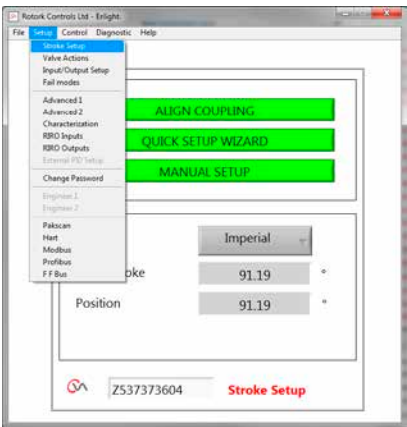 Rotork Controls Ltd - Enlight.
File Setup Control Diagnostic Help
Stroke Setup
Valve Actions
Input/Output Setup
Fail modes
Advanced 1
Advanced 2
Characterization
RIRO Inputs
RIRO Outputs
External PID Setup
Change Password
Engineer 1
Engineer 2
Pakscan
Hart
Modbus
Profibus
F F Bus
ALIGN COUPLING
QUICK SETUP WIZARD
MANUAL SETUP
Imperial
oke 91.19 °
Position 91.19 °
Z537373604 Stroke Setup